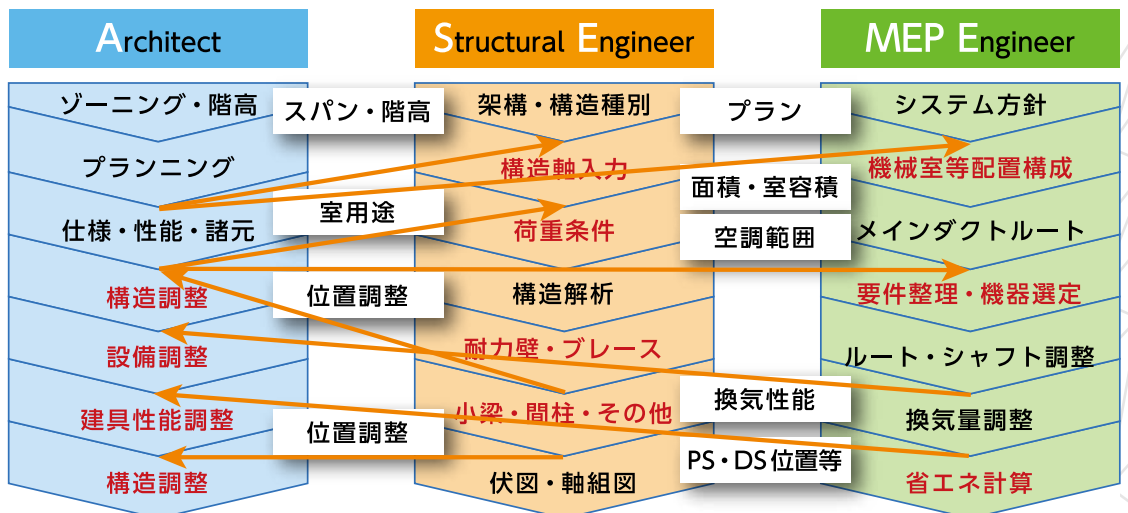 Architect
Structural Engineer
MEP Engineer
ゾーニング・階高
スパン・階高
架構・構造種別
プラン
システム方針
プランニング
構造軸入力
機械室等配置構成
面積・室容積
室用途
仕様・性能・諸元
荷重条件
空調範囲
メインダクトルート
構造調整
位置調整
構造解析
要件整理・機器選定
設備調整
耐力壁・ブレース
ルート・シャフト調整
換気性能
建具性能調整
位置調整
小梁・間柱・その他
換気量調整
PS・DS位置等
構造調整
伏図・軸組図
省エネ計算